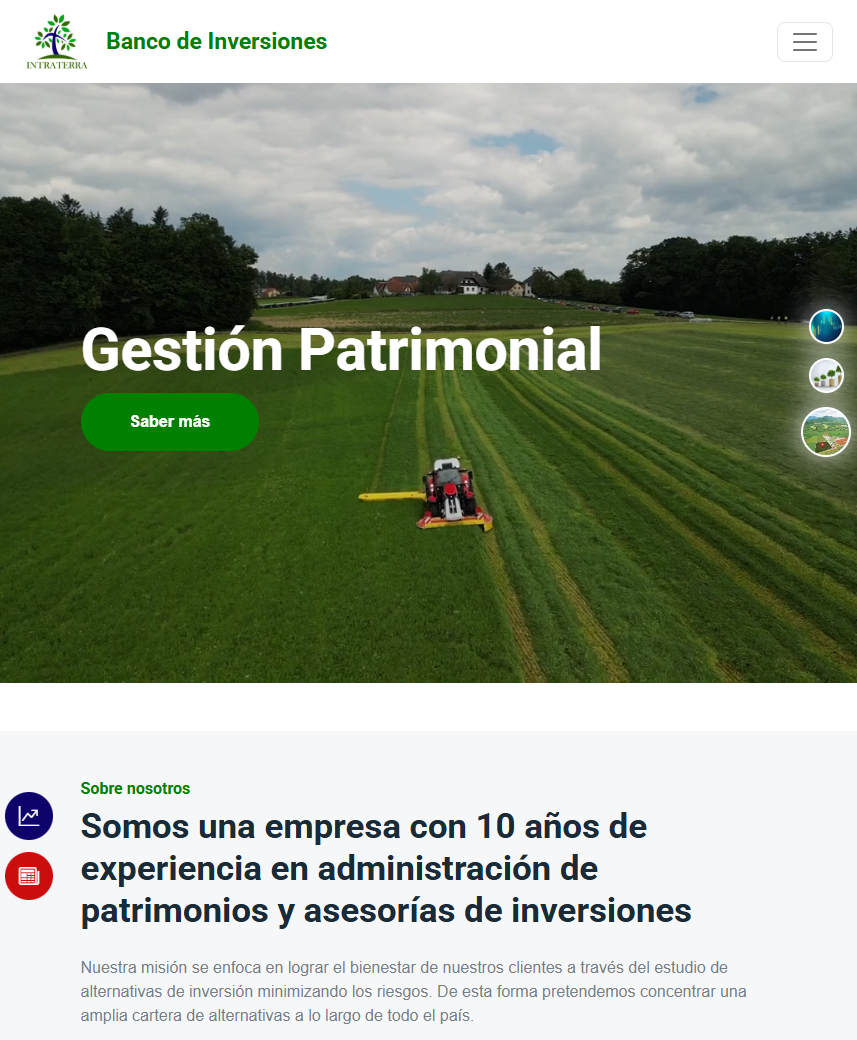 INTRATERRA
Banco de Inversiones
Gestión Patrimonial
Saber más
Sobre nosotros
Somos una empresa con 10 años de
experiencia en administración de
patrimonios y asesorías de inversiones
Nuestra misión se enfoca en lograr el bienestar de nuestros clientes a través del estudio de
alternativas de inversión minimizando los riesgos. De esta forma pretendemos concentrar una
amplia cartera de alternativas a lo largo de todo el país.